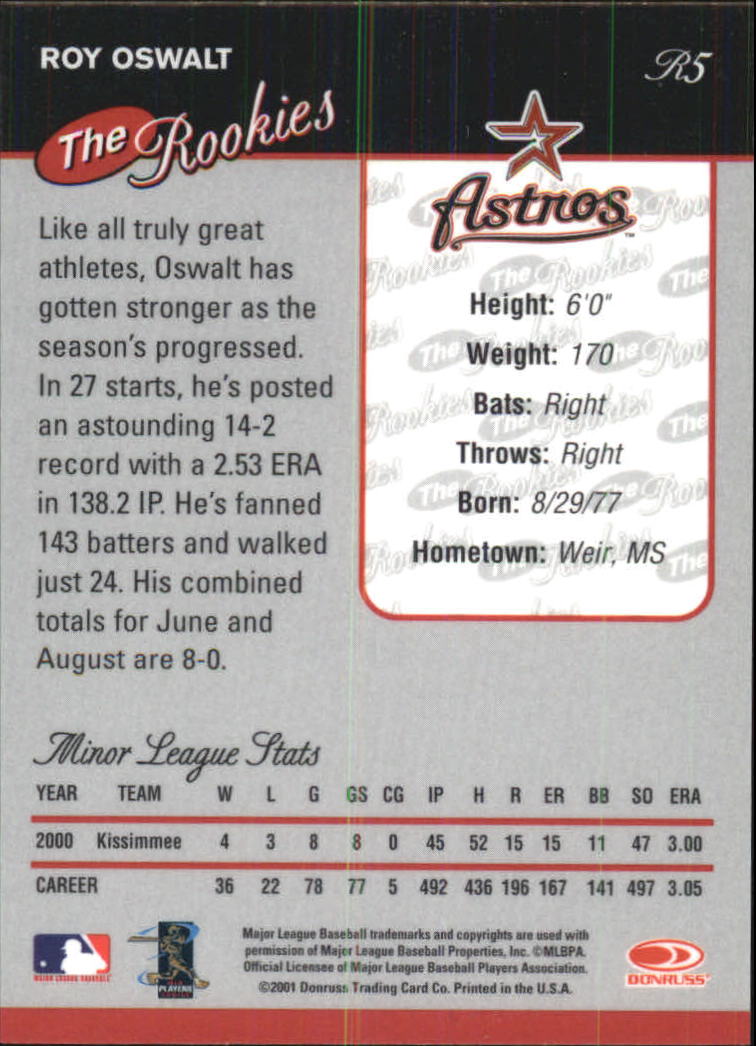 ROY OSWALT
R5
The Rookies
Astros
TM
Like all truly great
athletes, Oswalt has
gotten stronger as the
season's progressed.
In 27 starts, he's posted
an astounding 14-2
record with a 2.53 ERA
in 138.2 IP. He's fanned
143 batters and walked
just 24. His combined
totals for June and
August are 8-0.
Height: 6'0"
Weight: 170
Bats: Right
Throws: Right
Born: 8/29/77
Hometown: Weir, MS
Minor League Stats
YEAR TEAM W L G GS CG IP H R ER BB SO ERA
2000 Kissimmee 4 3 8 8 0 45 52 15 15 11 47 3.00
CAREER 36 22 78 77 5 492 436 196 167 141 497 3.05
Major League Baseball trademarks and copyrights are used with
permission of Major League Baseball Properties, Inc. ©MLBPA
Official Licensee of Major League Baseball Players Association.
©2001 Donruss Trading Card Co. Printed in the U.S.A.
MAJOR LEAGUE BASEBALL
PLAYERS
DONRUSS